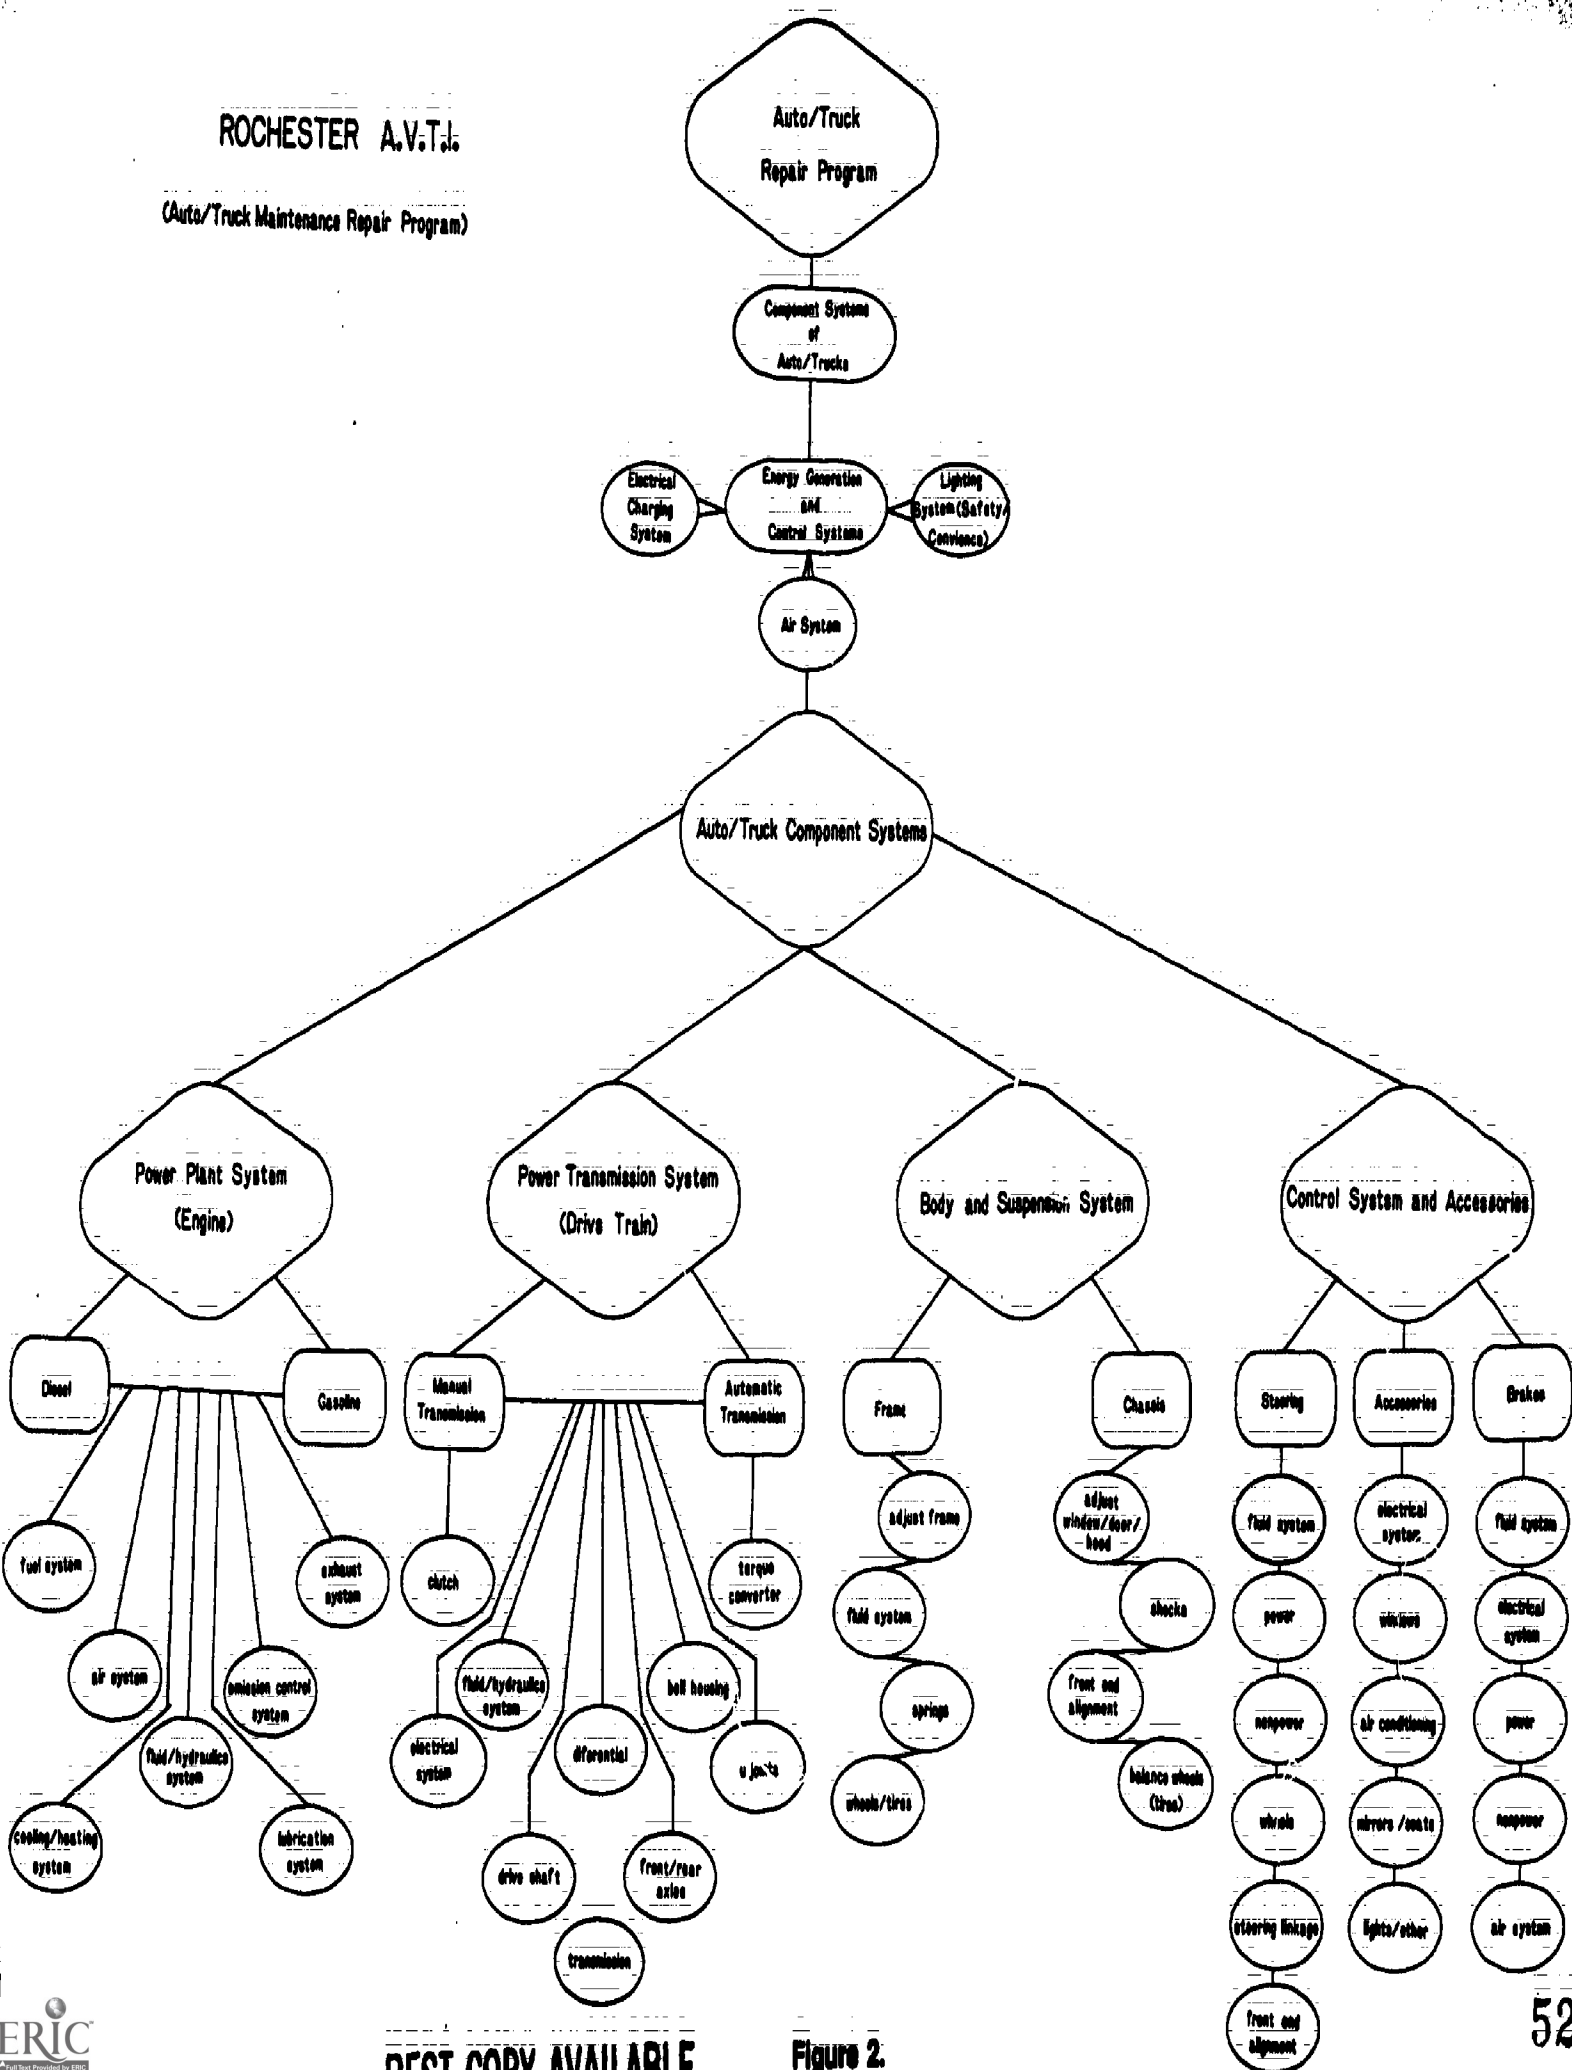 ROCHESTER A.V.T.I.
(Auto/Truck Maintenance Repair Program)
Auto/Truck
Repair Program
Component Systems
of
Auto/Trucks
Electrical
Charging
System
Energy Generation
and
Control Systems
Lighting
System(Safety/
Convience)
Air System
Auto/Truck Component Systems
Power Plant System
(Engine)
Power Transmission System
(Drive Train)
Body and Suspension System
Control System and Accessories
Diesel
Gasoline
Manual
Transmission
Automatic
Transmission
Frame
Chassis
Steering
Accessories
Brakes
fuel system
air system
cooling/heating
system
fluid/hydraulics
system
lubrication
system
emission control
system
exhaust
system
clutch
electrical
system
fluid/hydraulics
system
drive shaft
diferential
transmission
front/rear
axles
bell housing
u joints
torque
converter
adjust frame
fluid system
springs
wheels/tires
adjust
window/door/
hood
shocks
front end
alignment
balance wheels
(tires)
fluid system
power
nonpower
wheels
steering linkage
front end
alignment
electrical
system
windows
air conditioning
mirrors /seats
lights/other
fluid system
electrical
system
power
nonpower
air system
ERIC
Full Text Provided by ERIC
BEST COPY AVAILABLE
Figure 2.
52